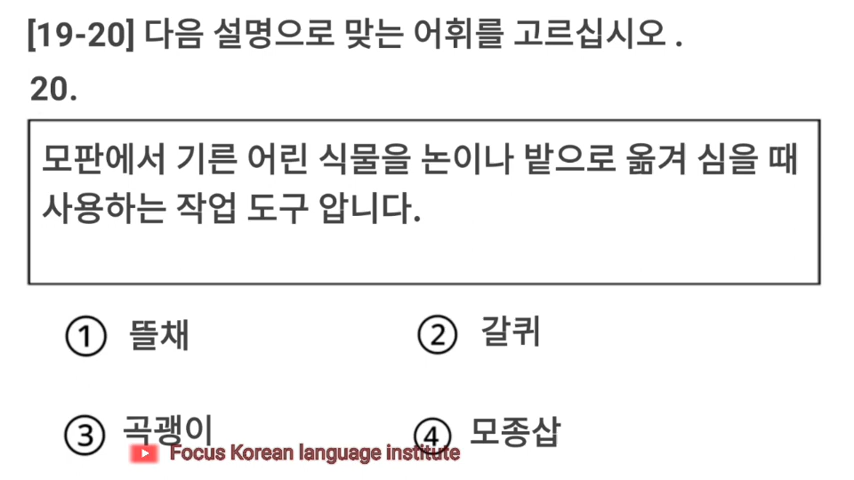 [19-20] 다음 설명으로 맞는 어휘를 고르십시오 .
20.
모판에서 기른 어린 식물을 논이나 밭으로 옮겨 심을 때
사용하는 작업 도구 압니다.
① 뜰채
② 갈퀴
③ 곡괭이
④ 모종삽
Focus Korean language institute